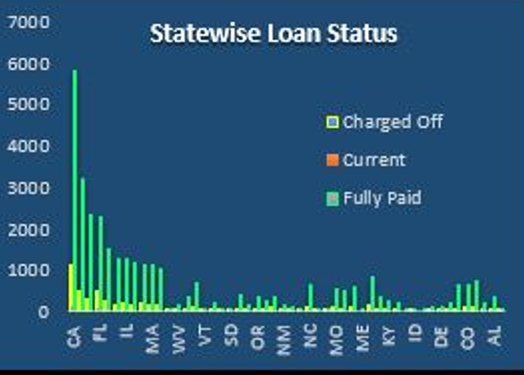 Statewise Loan Status
7000
6000
5000
4000
3000
2000
1000
0
Charged Off
Current
Fully Paid
CA
FL
IL
MA
WV
VT
SD
OR
NM
NC
MO
ME
KY
ID
DE
CO
AL